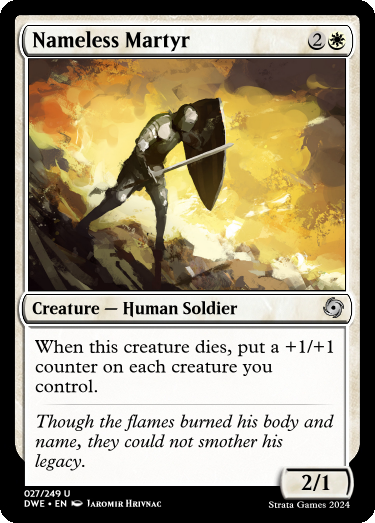 Nameless Martyr 2
Creature — Human Soldier
When this creature dies, put a +1/+1
counter on each creature you
control.
Though the flames burned his body and
name, they could not smother his
legacy.
2/1
027/249 U
DWE • EN Jaromir Hrivnac
Strata Games 2024